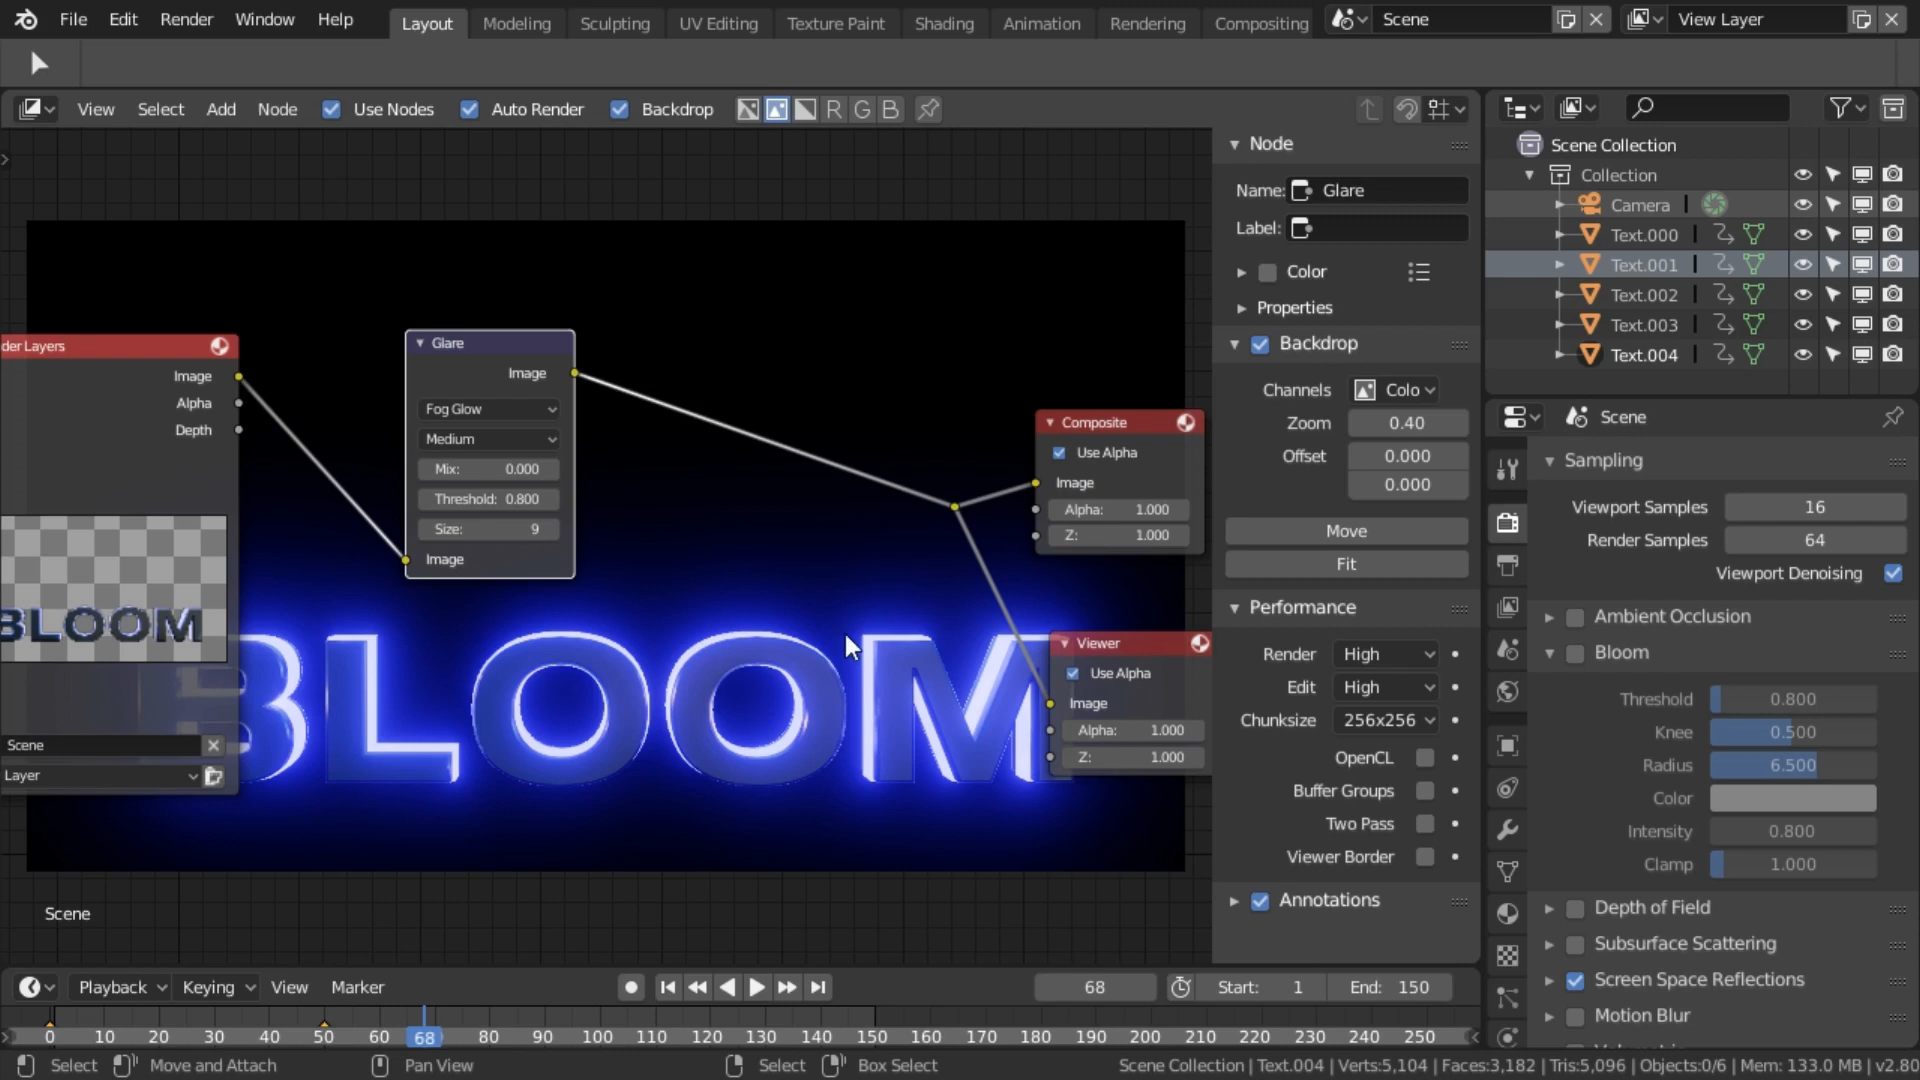 File Edit Render Window Help Layout Modeling Sculpting UV Editing Texture Paint Shading Animation Rendering Compositing Scene View Layer
View Select Add Node Use Nodes Auto Render Backdrop R G B
Node
Name: Glare
Label:
Color
Properties
Backdrop
Channels Colo
Zoom 0.40
Offset 0.000
0.000
Move
Fit
Performance
Render High
Edit High
Chunksize 256x256
OpenCL
Buffer Groups
Two Pass
Viewer Border
Annotations
der Layers
Image
Alpha
Depth
BLOOM
Scene
Layer
Glare
Image
Fog Glow
Medium
Mix: 0.000
Threshold: 0.800
Size: 9
Image
Composite
Use Alpha
Image
Alpha: 1.000
Z: 1.000
Viewer
Use Alpha
Image
Alpha: 1.000
Z: 1.000
BLOOM
Scene
Scene Collection
Collection
Camera
Text.000
Text.001
Text.002
Text.003
Text.004
Scene
Sampling
Viewport Samples 16
Render Samples 64
Viewport Denoising
Ambient Occlusion
Bloom
Threshold 0.800
Knee 0.500
Radius 6.500
Color
Intensity 0.800
Clamp 1.000
Depth of Field
Subsurface Scattering
Screen Space Reflections
Motion Blur
Playback Keying View Marker 68 Start: 1 End: 150
0 10 20 30 40 50 60 68 80 90 100 110 120 130 140 150 160 170 180 190 200 210 220 230 240 250
Select Move and Attach Pan View Select Box Select Scene Collection | Text.004 | Verts:5,104 | Faces:3,182 | Tris:5,096 | Objects:0/6 | Mem: 133.0 MB | v2.80